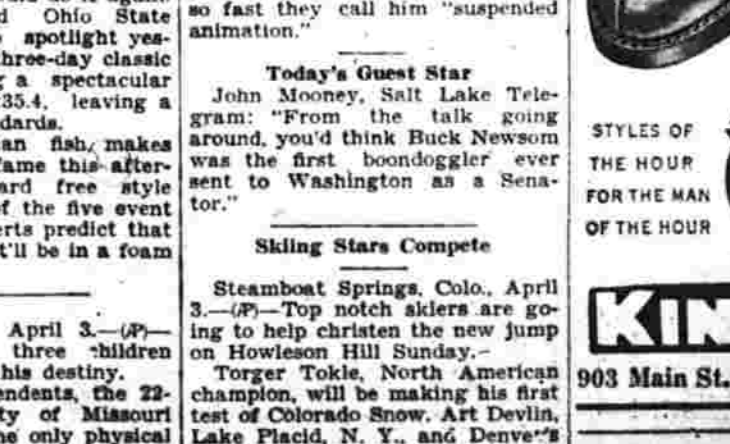 Ohio State
spotlight yes-
three-day classic
g a spectacular
35.4, leaving a
dards.
an fish, makes
fame this after-
ard free style
of the five event
erts predict that
t'll be in a foam
April 3.—(AP)—
three children
his destiny.
endents, the 22-
ty of Missouri
he only physical
so fast they call him "suspended
animation."
Today's Guest Star
John Mooney, Salt Lake Tele-
gram: "From the talk going
around, you'd think Buck Newsom
was the first boondoggler ever
sent to Washington as a Sena-
tor."
Skiing Stars Compete
Steamboat Springs, Colo., April
3.—(AP)—Top notch skiers are go-
ing to help christen the new jump
on Howleson Hill Sunday.-
Torger Tokle, North American
champion, will be making his first
test of Colorado Snow. Art Devlin,
Lake Placid, N. Y., and Denver's
STYLES OF
THE HOUR
FOR THE MAN
OF THE HOUR
KIN
903 Main St.